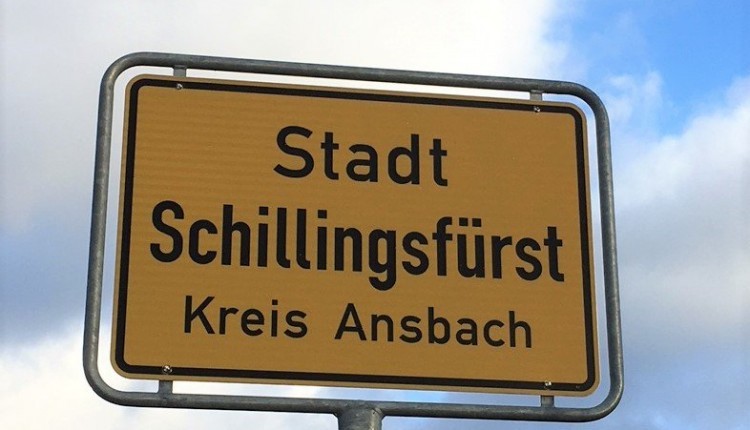 Stadt
Schillingsfürst
Kreis Ansbach